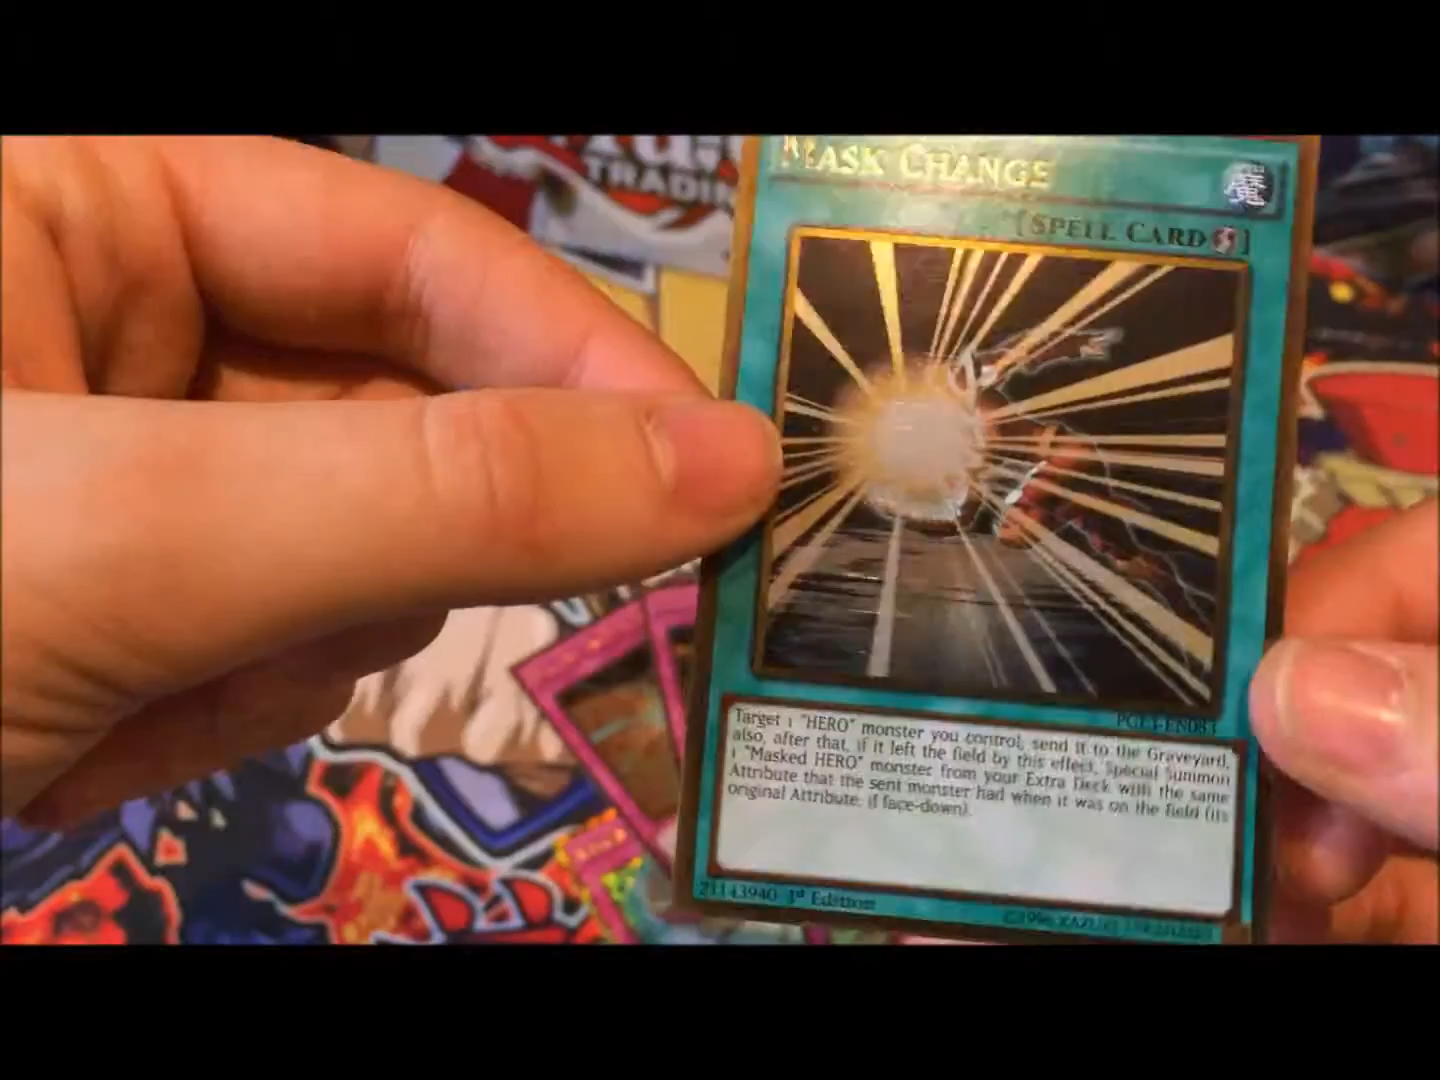 TRADIN
MASK CHANGE
魔
[SPELL CARD]
Target 1 "HERO" monster you control, send it to the Graveyard,
also, after that, if it left the field by this effect, Special Summon
1 "Masked HERO" monster from your Extra Deck with the same
Attribute that the sent monster had when it was on the field (its
original Attribute, if face-down).
21143940 1st Edition
©1996 KAZUKI